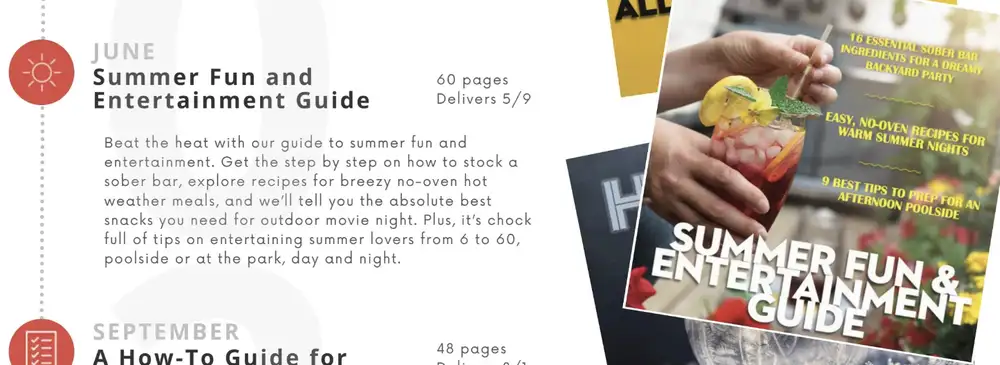 JUNE
Summer Fun and
Entertainment Guide
60 pages
Delivers 5/9
Beat the heat with our guide to summer fun and
entertainment. Get the step by step on how to stock a
sober bar, explore recipes for breezy no-oven hot
weather meals, and we'll tell you the absolute best
snacks you need for outdoor movie night. Plus, it's chock
full of tips on entertaining summer lovers from 6 to 60,
poolside or at the park, day and night.
SEPTEMBER
A How-To Guide for
48 pages
ALL
H
16 ESSENTIAL SOBER BAR
INGREDIENTS FOR A DREAMY
BACKYARD PARTY
EASY, NO-OVEN RECIPES FOR
WARM SUMMER NIGHTS
9 BEST TIPS TO PREP FOR AN
AFTERNOON POOLSIDE
SUMMER FUN &
ENTERTAINMENT
GUIDE